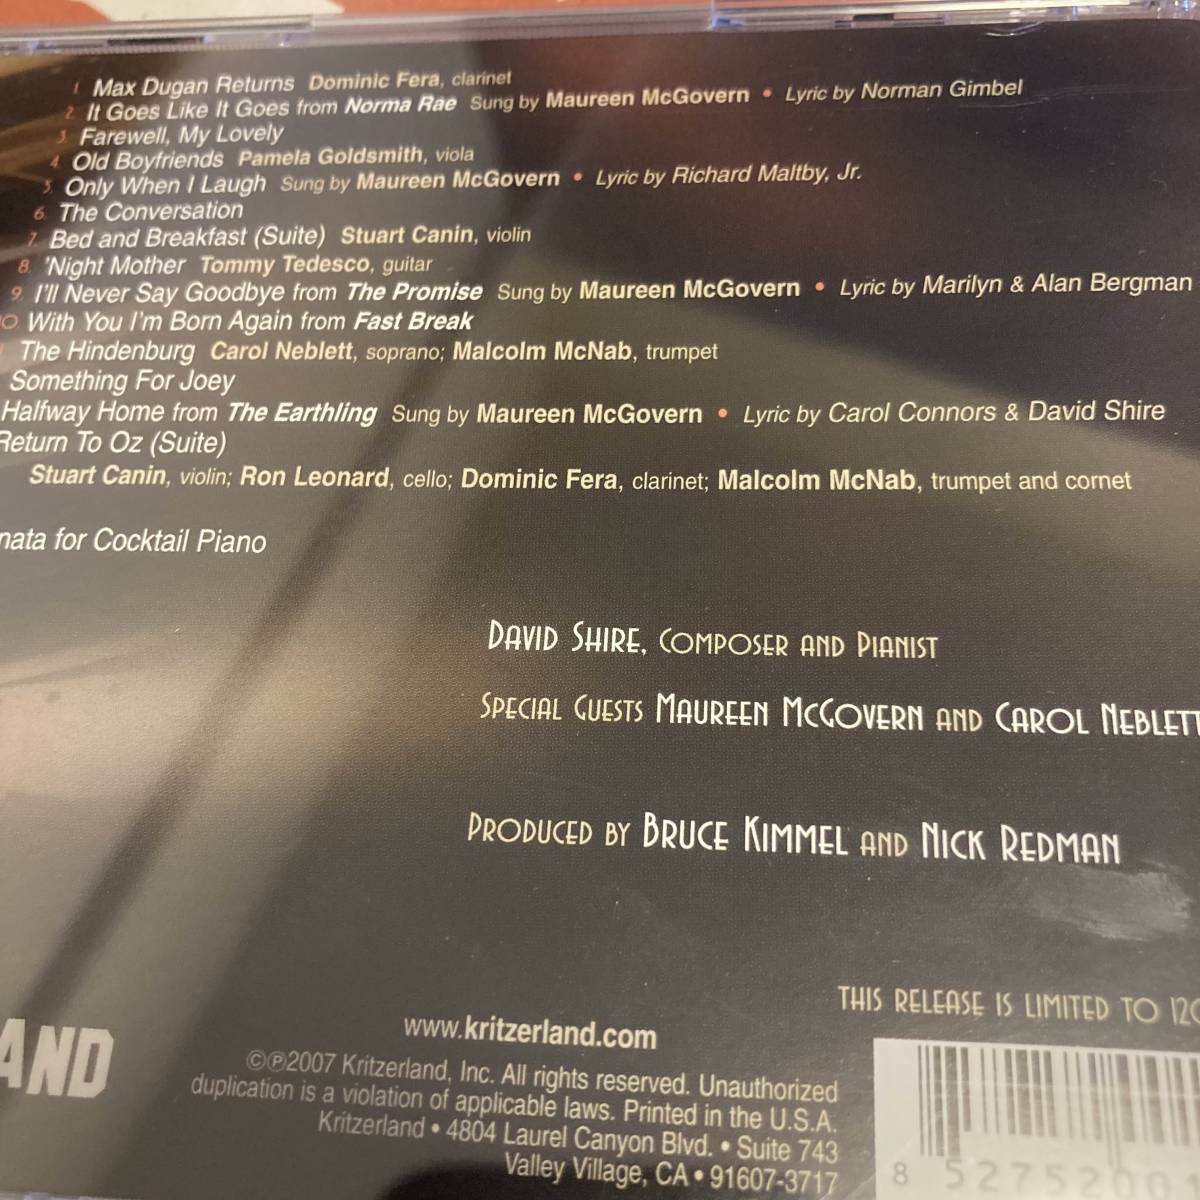 1 Max Dugan Returns Dominic Fera, clarinet
2 It Goes Like It Goes from Norma Rae Sung by Maureen McGovern • Lyric by Norman Gimbel
3 Farewell, My Lovely
4 Old Boyfriends Pamela Goldsmith, viola
5 Only When I Laugh Sung by Maureen McGovern • Lyric by Richard Maltby, Jr.
6 The Conversation
7 Bed and Breakfast (Suite) Stuart Canin, violin
8 'Night Mother Tommy Tedesco, guitar
9 I'll Never Say Goodbye from The Promise Sung by Maureen McGovern • Lyric by Marilyn & Alan Bergman
With You I'm Born Again from Fast Break
The Hindenburg Carol Neblett, soprano; Malcolm McNab, trumpet
Something For Joey
Halfway Home from The Earthling Sung by Maureen McGovern • Lyric by Carol Connors & David Shire
Return To Oz (Suite)
Stuart Canin, violin; Ron Leonard, cello; Dominic Fera, clarinet; Malcolm McNab, trumpet and cornet
nata for Cocktail Piano
DAVID SHIRE, COMPOSER AND PIANIST
SPECIAL GUESTS MAUREEN MCGOVERN AND CAROL NEBLETT
PRODUCED BY BRUCE KIMMEL AND NICK REDMAN
THIS RELEASE IS LIMITED TO 120
AND
www.kritzerland.com
©℗2007 Kritzerland, Inc. All rights reserved. Unauthorized
duplication is a violation of applicable laws. Printed in the U.S.A.
Kritzerland • 4804 Laurel Canyon Blvd. • Suite 743
Valley Village, CA • 91607-3717
8 5275200